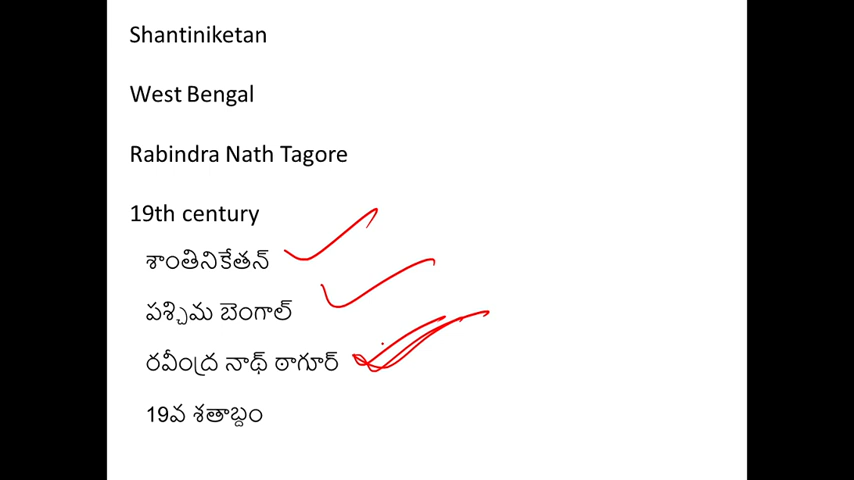 Shantiniketan
West Bengal
Rabindra Nath Tagore
19th century
శాంతినికేతన్
పశ్చిమ బెంగాల్
రవీంద్ర నాథ్ ఠాగూర్
19వ శతాబ్దం